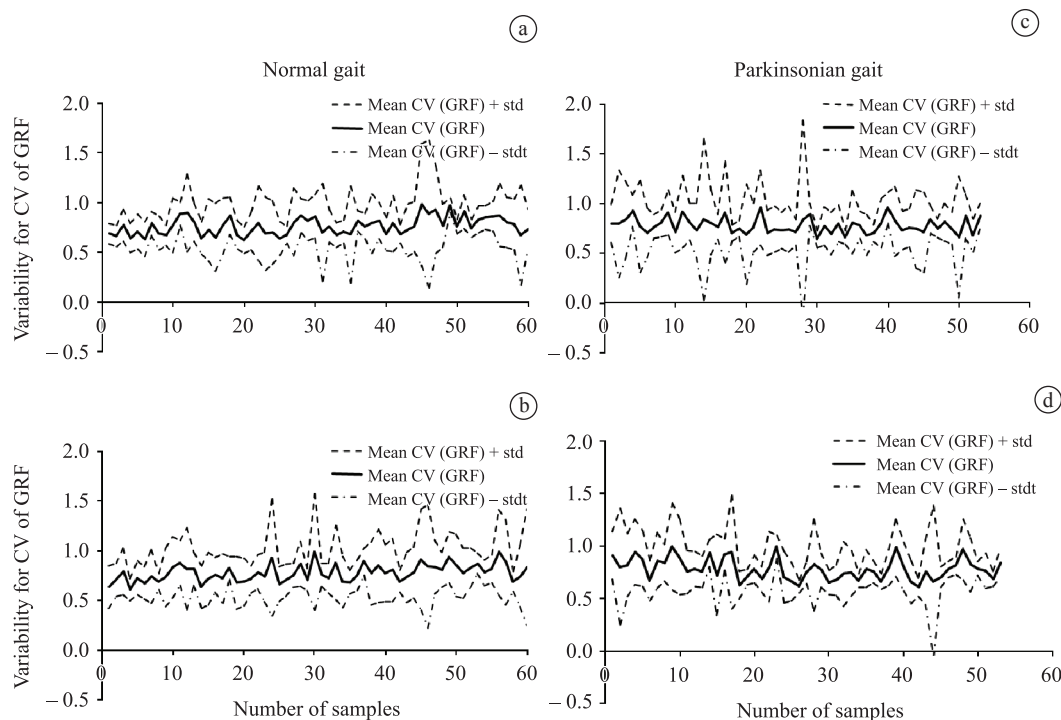 a
Normal gait
Variability for CV of GRF
2.0
1.5
1.0
0.5
0.0
– 0.5
0 10 20 30 40 50 60
Mean CV (GRF) + std
Mean CV (GRF)
Mean CV (GRF) – stdt
c
Parkinsonian gait
2.0
1.5
1.0
0.5
0.0
– 0.5
0 10 20 30 40 50 60
Mean CV (GRF) + std
Mean CV (GRF)
Mean CV (GRF) – stdt
b
Variability for CV of GRF
2.0
1.5
1.0
0.5
0.0
– 0.5
0 10 20 30 40 50 60
Mean CV (GRF) + std
Mean CV (GRF)
Mean CV (GRF) – stdt
Number of samples
d
2.0
1.5
1.0
0.5
0.0
– 0.5
0 10 20 30 40 50 60
Mean CV (GRF) + std
Mean CV (GRF)
Mean CV (GRF) – stdt
Number of samples